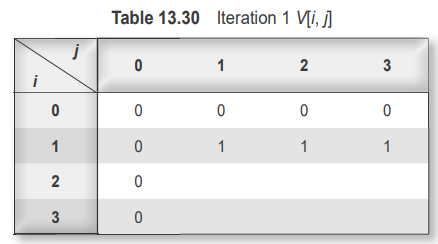 Table 13.30 Iteration 1 V[i, j]
j
i
0 1 2 3
0 0 0 0 0
1 0 1 1 1
2 0
3 0